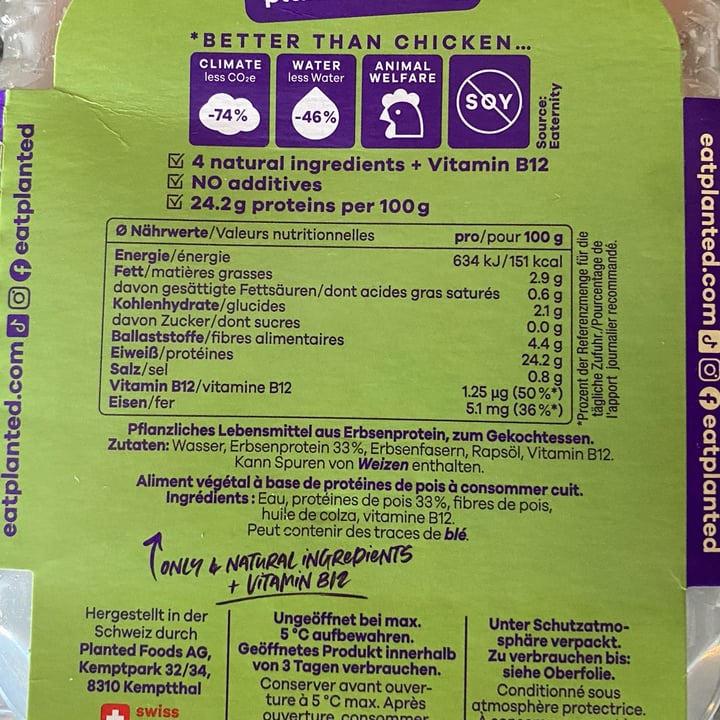 *BETTER THAN CHICKEN...
CLIMATE
less CO₂e
-74%
WATER
less Water
-46%
ANIMAL
WELFARE
SOY
Source:
Eaternity
☑ 4 natural ingredients + Vitamin B12
☑ NO additives
☑ 24.2g proteins per 100g
Ø Nährwerte/Valeurs nutritionnelles pro/pour 100 g
Energie/énergie 634 kJ/151 kcal
Fett/matières grasses 2.9 g
davon gesättigte Fettsäuren/dont acides gras saturés 0.6 g
Kohlenhydrate/glucides 2.1 g
davon Zucker/dont sucres 0.0 g
Ballaststoffe/fibres alimentaires 4.4 g
Eiweiß/protéines 24.2 g
Salz/sel 0.8 g
Vitamin B12/vitamine B12 1.25 µg (50%*)
Eisen/fer 5.1 mg (36%*)
*Prozent der Referenzmenge für die
tägliche Zufuhr./Pourcentage de
l'apport journalier recommandé.
Pflanzliches Lebensmittel aus Erbsenprotein, zum Gekochtessen.
Zutaten: Wasser, Erbsenprotein 33%, Erbsenfasern, Rapsöl, Vitamin B12.
Kann Spuren von Weizen enthalten.
Aliment végétal à base de protéines de pois à consommer cuit.
Ingrédients: Eau, protéines de pois 33%, fibres de pois,
huile de colza, vitamine B12.
Peut contenir des traces de blé.
ONLY 4 NATURAL INGREDIENTS
+ VITAMIN B12
Hergestellt in der
Schweiz durch
Planted Foods AG,
Kemptpark 32/34,
8310 Kemptthal
swiss
Ungeöffnet bei max.
5 °C aufbewahren.
Geöffnetes Produkt innerhalb
von 3 Tagen verbrauchen.
Conserver avant ouver-
ture à 5 °C max. Après
ouverture, consommer
Unter Schutzatmo-
sphäre verpackt.
Zu verbrauchen bis:
siehe Oberfolie.
Conditionné sous
atmosphère protectrice.
eatplanted.com eatplanted
eatplanted.com eatplanted